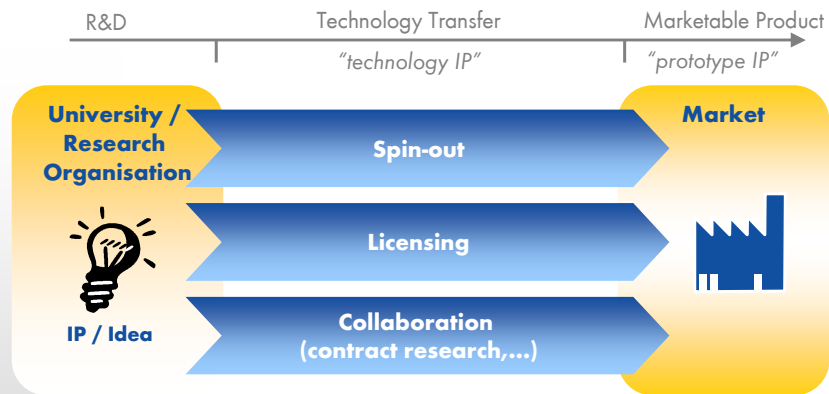 R&D
Technology Transfer
Marketable Product
“technology IP”
“prototype IP”
University /
Research
Organisation
IP / Idea
Spin-out
Licensing
Collaboration
(contract research,...)
Market